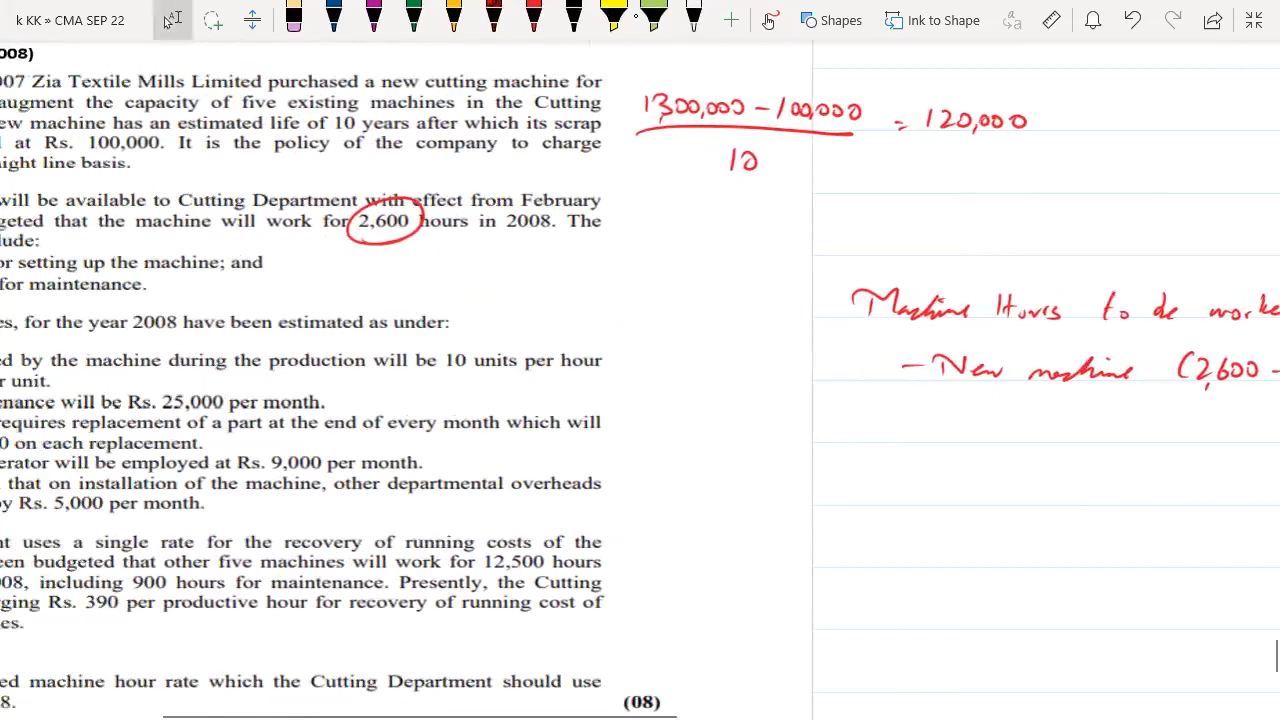 k KK » CMA SEP 22
Shapes
Ink to Shape
008)
07 Zia Textile Mills Limited purchased a new cutting machine for
augment the capacity of five existing machines in the Cutting
ew machine has an estimated life of 10 years after which its scrap
d at Rs. 100,000. It is the policy of the company to charge
ight line basis.
will be available to Cutting Department with effect from February
geted that the machine will work for 2,600 hours in 2008. The
lude:
or setting up the machine; and
for maintenance.
es, for the year 2008 have been estimated as under:
ed by the machine during the production will be 10 units per hour
r unit.
enance will be Rs. 25,000 per month.
requires replacement of a part at the end of every month which will
0 on each replacement.
erator will be employed at Rs. 9,000 per month.
that on installation of the machine, other departmental overheads
by Rs. 5,000 per month.
nt uses a single rate for the recovery of running costs of the
een budgeted that other five machines will work for 12,500 hours
008, including 900 hours for maintenance. Presently, the Cutting
rging Rs. 390 per productive hour for recovery of running cost of
es.
ed machine hour rate which the Cutting Department should use
8.
(08)
1,300,000 - 100,000 = 120,000
10
Machine Hours to be worke
- New machine (2,600 -